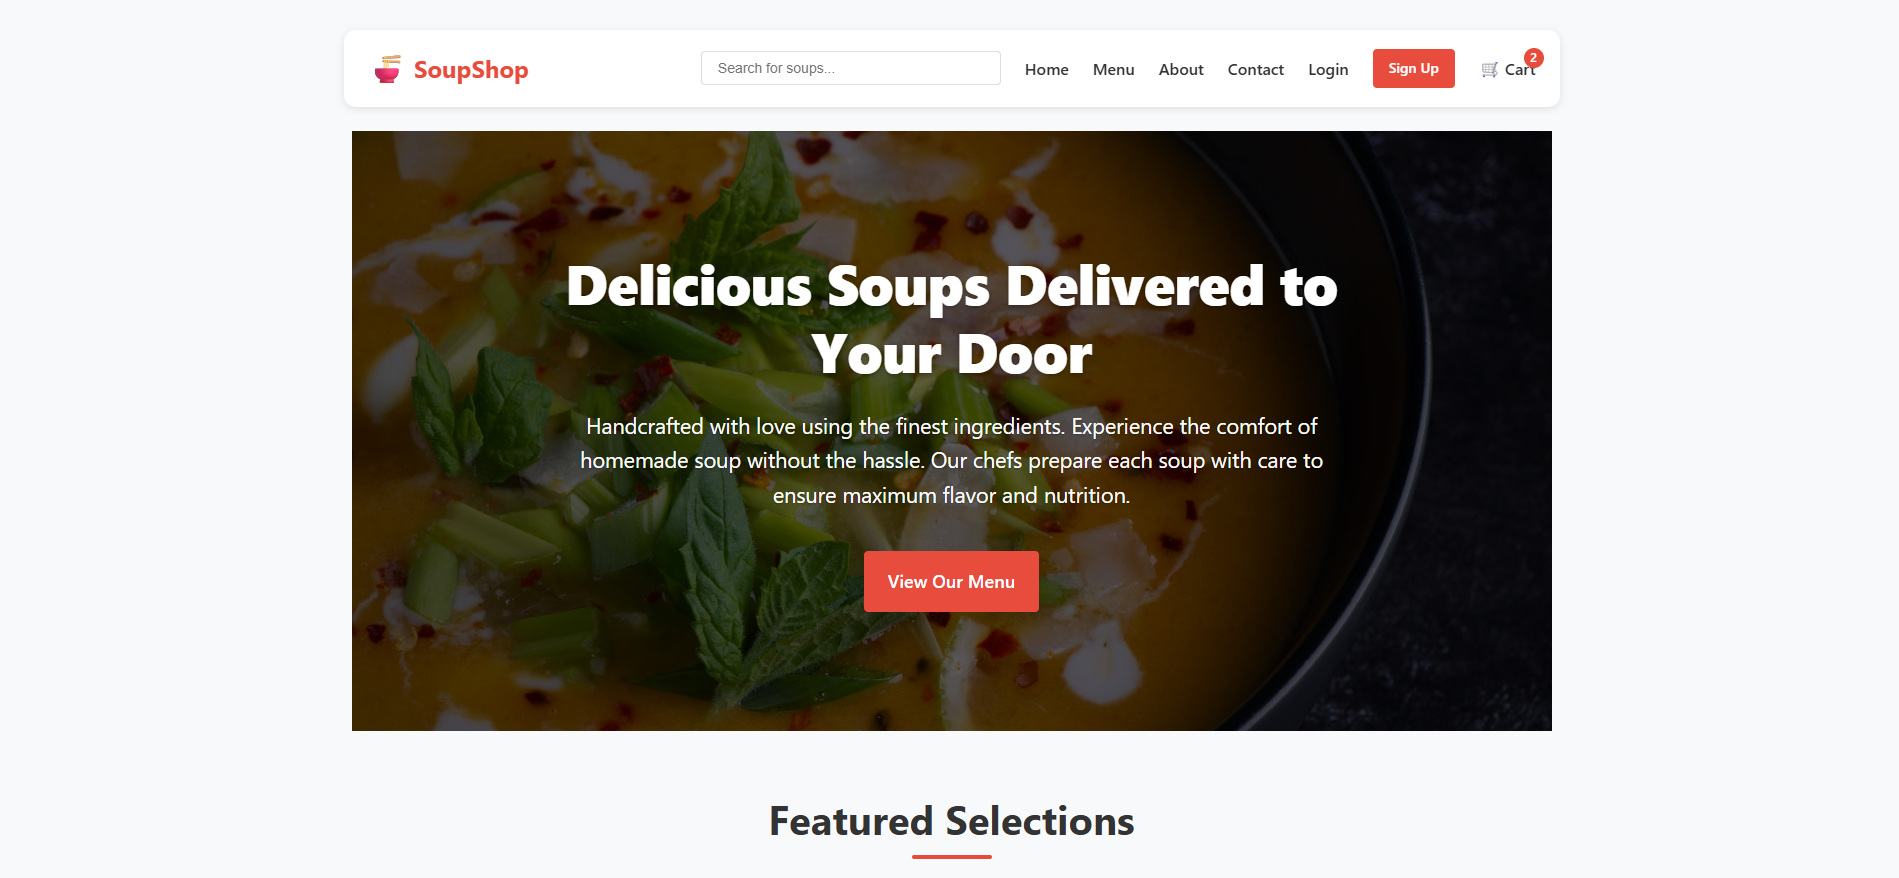 SoupShop
Search for soups...
Home
Menu
About
Contact
Login
Sign Up
Cart
2
Delicious Soups Delivered to
Your Door
Handcrafted with love using the finest ingredients. Experience the comfort of
homemade soup without the hassle. Our chefs prepare each soup with care to
ensure maximum flavor and nutrition.
View Our Menu
Featured Selections